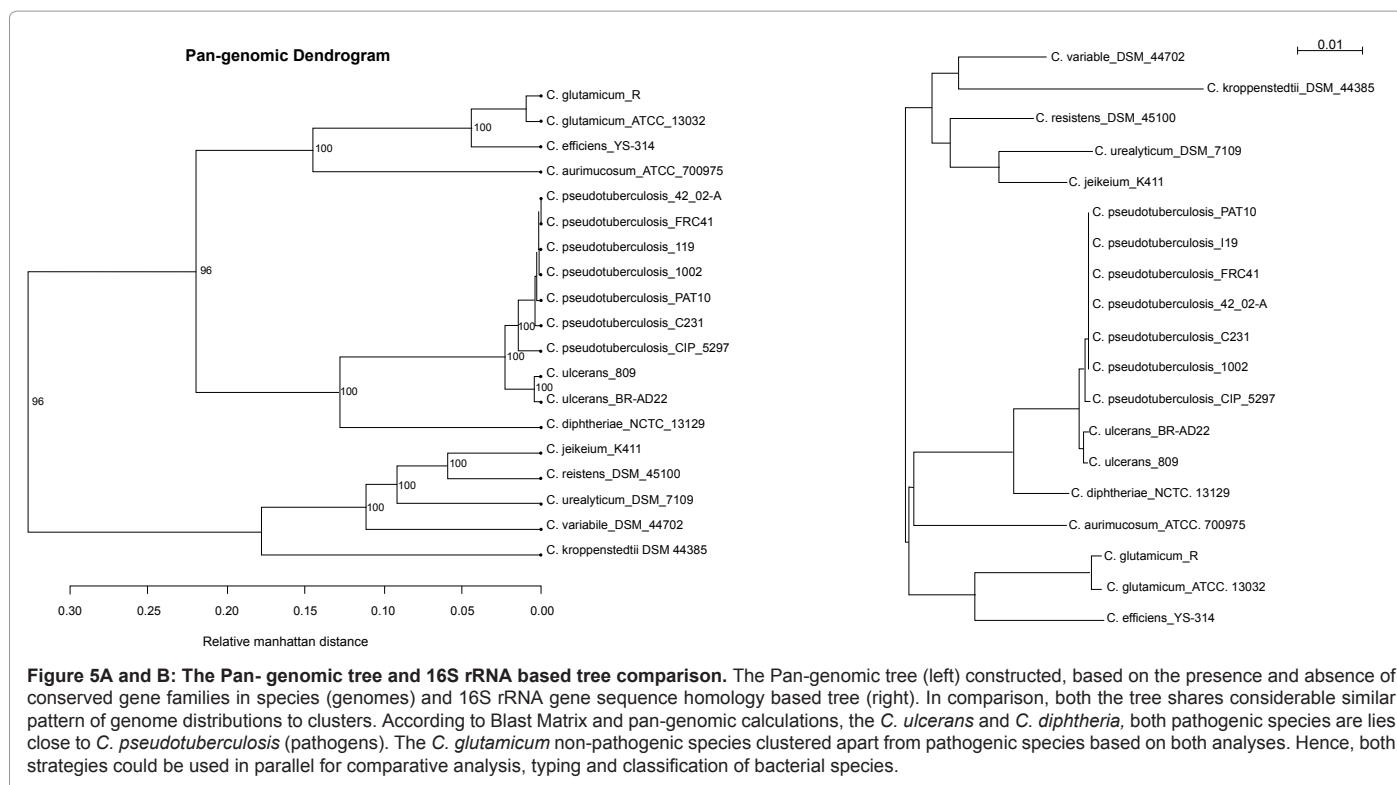 Pan-genomic Dendrogram
C. glutamicum_R
C. glutamicum_ATCC_13032
C. efficiens_YS-314
C. aurimucosum_ATCC_700975
C. pseudotuberculosis_42_02-A
C. pseudotuberculosis_FRC41
C. pseudotuberculosis_119
C. pseudotuberculosis_1002
C. pseudotuberculosis_PAT10
C. pseudotuberculosis_C231
C. pseudotuberculosis_CIP_5297
C. ulcerans_809
C. ulcerans_BR-AD22
C. diphtheriae_NCTC_13129
C. jeikeium_K411
C. reistens_DSM_45100
C. urealyticum_DSM_7109
C. variabile_DSM_44702
C. kroppenstedtii DSM 44385
100
100
96
100
100
100
100
96
100
100
100
0.30
0.25
0.20
0.15
0.10
0.05
0.00
Relative manhattan distance
0.01
C. variable_DSM_44702
C. kroppenstedtii_DSM_44385
C. resistens_DSM_45100
C. urealyticum_DSM_7109
C. jeikeium_K411
C. pseudotuberculosis_PAT10
C. pseudotuberculosis_I19
C. pseudotuberculosis_FRC41
C. pseudotuberculosis_42_02-A
C. pseudotuberculosis_C231
C. pseudotuberculosis_1002
C. pseudotuberculosis_CIP_5297
C. ulcerans_BR-AD22
C. ulcerans_809
C. diphtheriae_NCTC. 13129
C. aurimucosum_ATCC. 700975
C. glutamicum_R
C. glutamicum_ATCC. 13032
C. efficiens_YS-314
Figure 5A and B: The Pan- genomic tree and 16S rRNA based tree comparison. The Pan-genomic tree (left) constructed, based on the presence and absence of
conserved gene families in species (genomes) and 16S rRNA gene sequence homology based tree (right). In comparison, both the tree shares considerable similar
pattern of genome distributions to clusters. According to Blast Matrix and pan-genomic calculations, the C. ulcerans and C. diphtheria, both pathogenic species are lies
close to C. pseudotuberculosis (pathogens). The C. glutamicum non-pathogenic species clustered apart from pathogenic species based on both analyses. Hence, both
strategies could be used in parallel for comparative analysis, typing and classification of bacterial species.